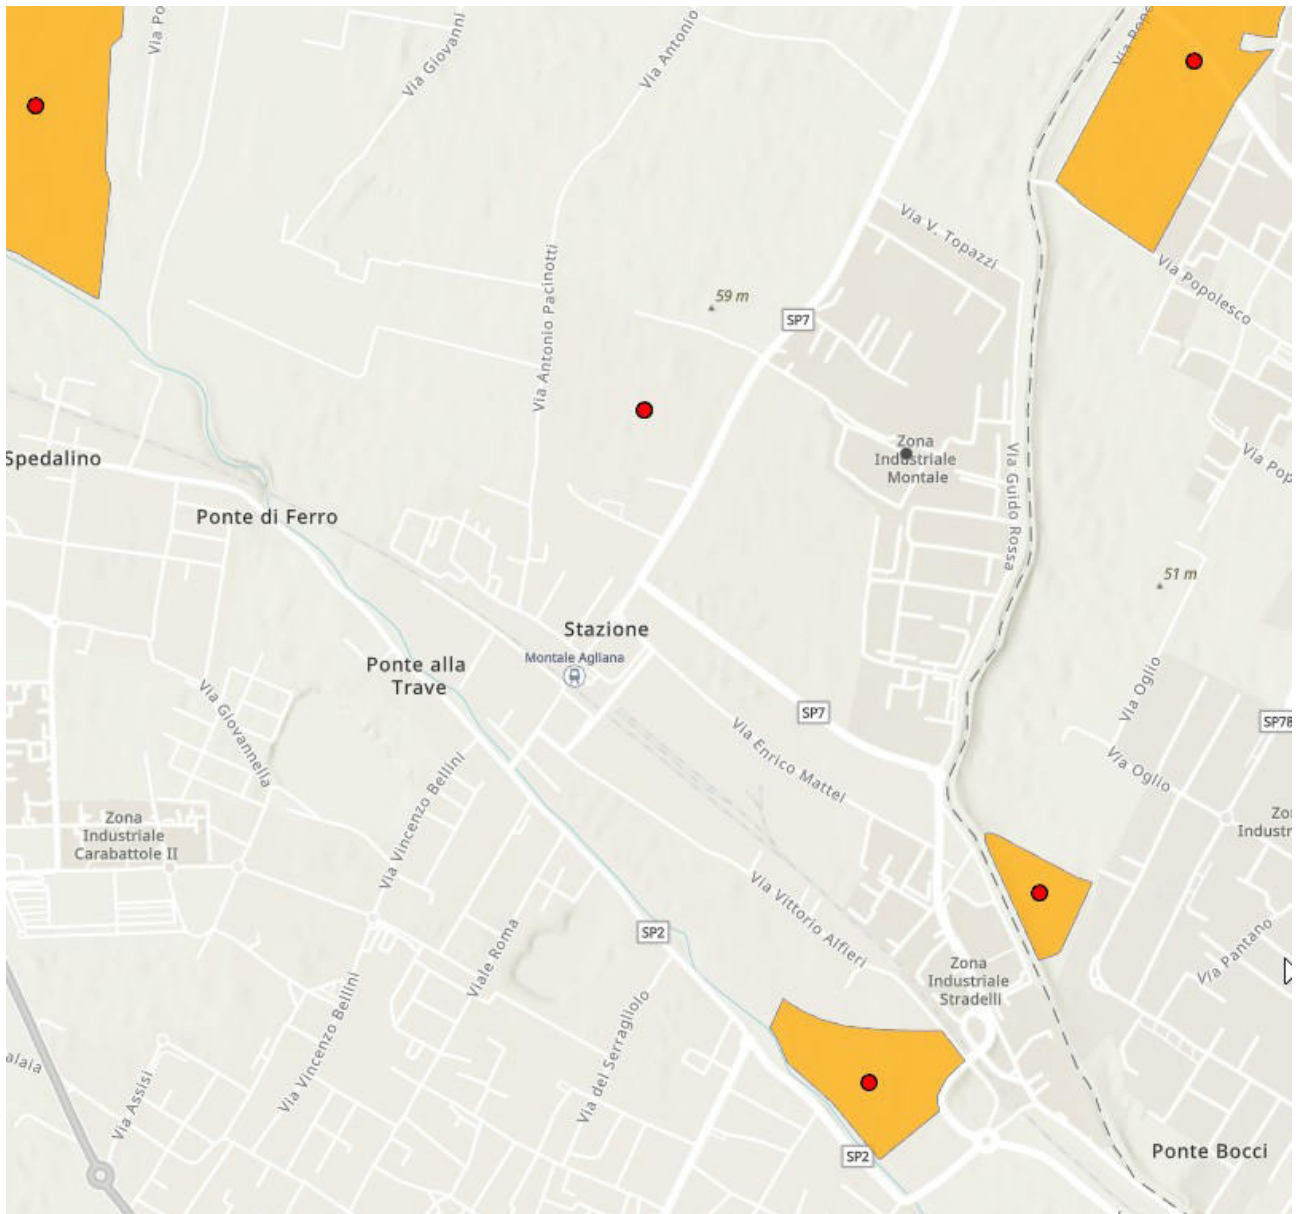 Via Po
Via Giovanni
Via Antonio
Via Ronc
Via V. Topazzi
Via Popolesco
59 m
SP7
Via Antonio Pacinotti
Zona
Industriale
Montale
Via Guido Rossa
Via Pop
Spedalino
Ponte di Ferro
51 m
Stazione
Montale Agliana
Ponte alla
Trave
Via Giovannella
SP7
Via Oglio
SP78
Via Enrico Mattei
Via Oglio
Via Vincenzo Bellini
Zona
Industriale
Carabattole II
Zo
Industr
Via Vittorio Alfieri
SP2
Viale Roma
Via Pantano
Zona
Industriale
Stradelli
Via Vincenzo Bellini
Via del Serragliolo
alaia
Via Assisi
SP2
Ponte Bocci